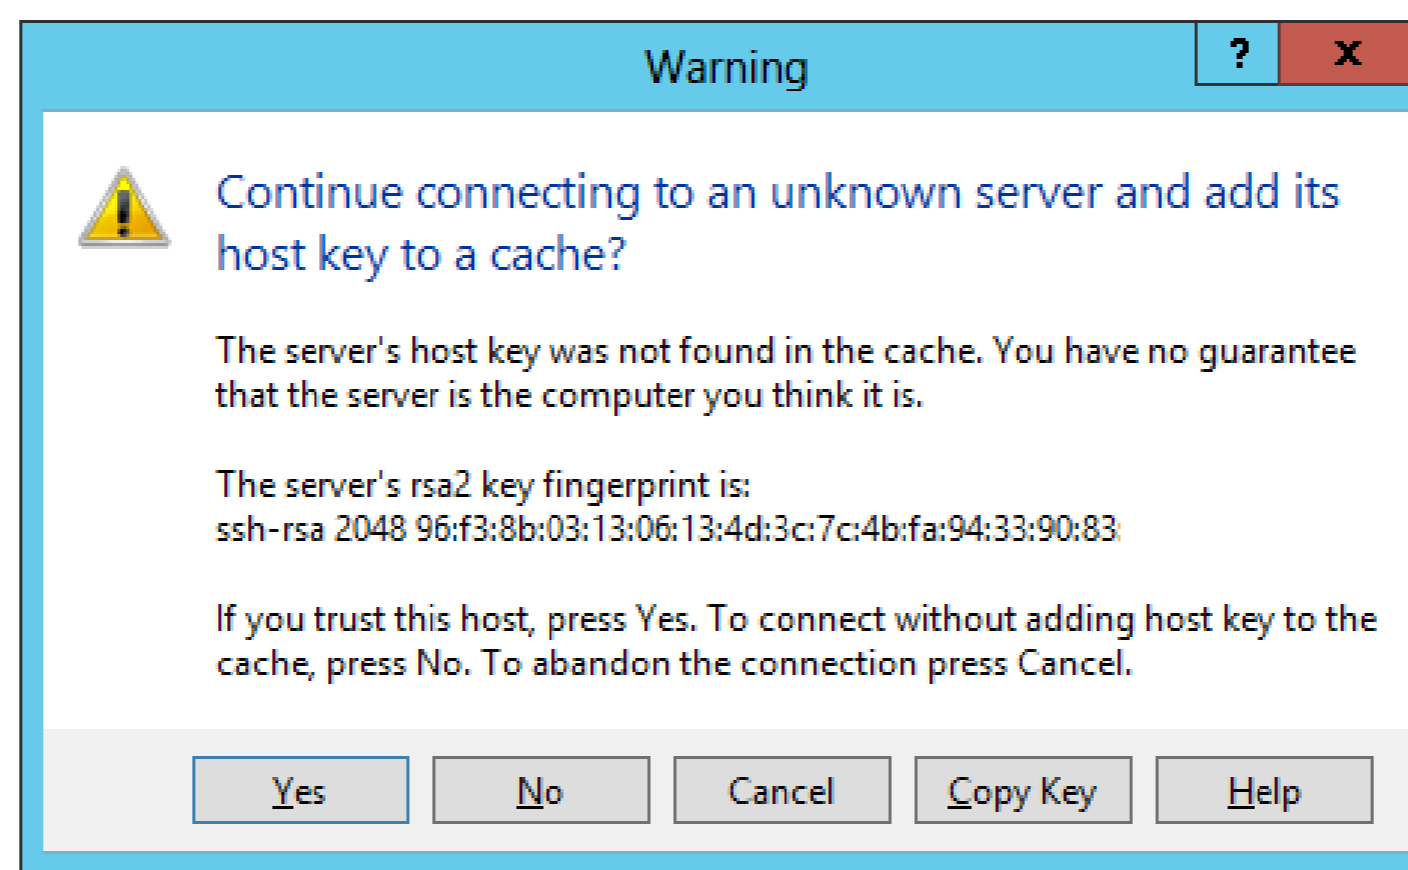 Warning
?
x
Continue connecting to an unknown server and add its
host key to a cache?
The server's host key was not found in the cache. You have no guarantee
that the server is the computer you think it is.
The server's rsa2 key fingerprint is:
ssh-rsa 2048 96:f3:8b:03:13:06:13:4d:3c:7c:4b:fa:94:33:90:83:
If you trust this host, press Yes. To connect without adding host key to the
cache, press No. To abandon the connection press Cancel.
Yes No Cancel Copy Key Help